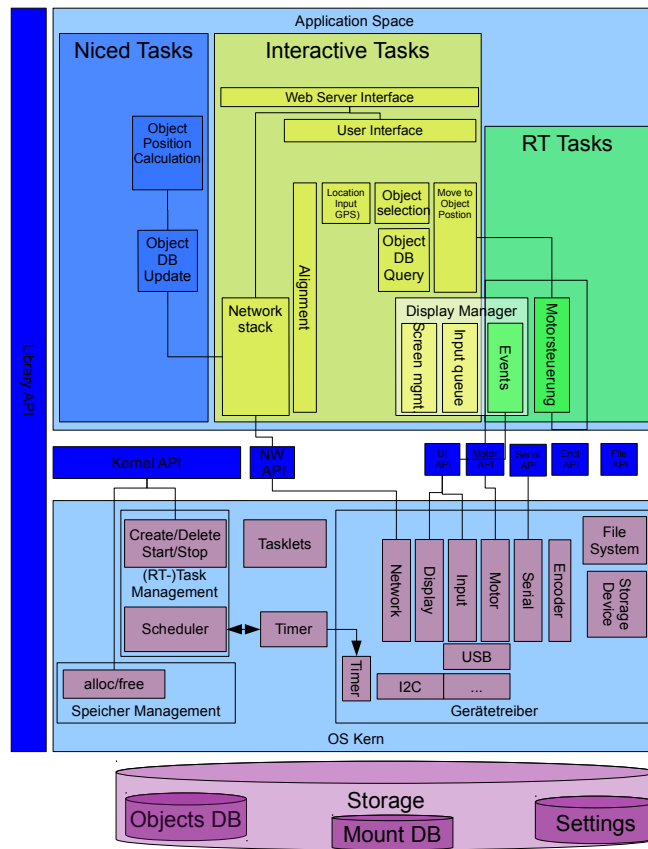 Application Space
Niced Tasks
Interactive Tasks
Web Server Interface
User Interface
RT Tasks
Object
Position
Calculation
Location
Input
GPS)
Object
selection
Move to
Object
Postion
Object
DB
Update
Object
DB
Query
Alignment
Network
stack
Display Manager
Screen mgmt.
Input queue
Events
Motorsteuerung
Library API
Kernel API
NW
API
UI
API
Motor
API
Serial
API
Encl
API
File
API
Create/Delete
Start/Stop
(RT-)Task
Management
Tasklets
Scheduler
Timer
Timer
alloc/free
Speicher Management
Network
Display
Input
Motor
Serial
Encoder
File
System
Storage
Device
USB
I2C
...
Gerätetreiber
OS Kern
Storage
Objects DB
Mount DB
Settings